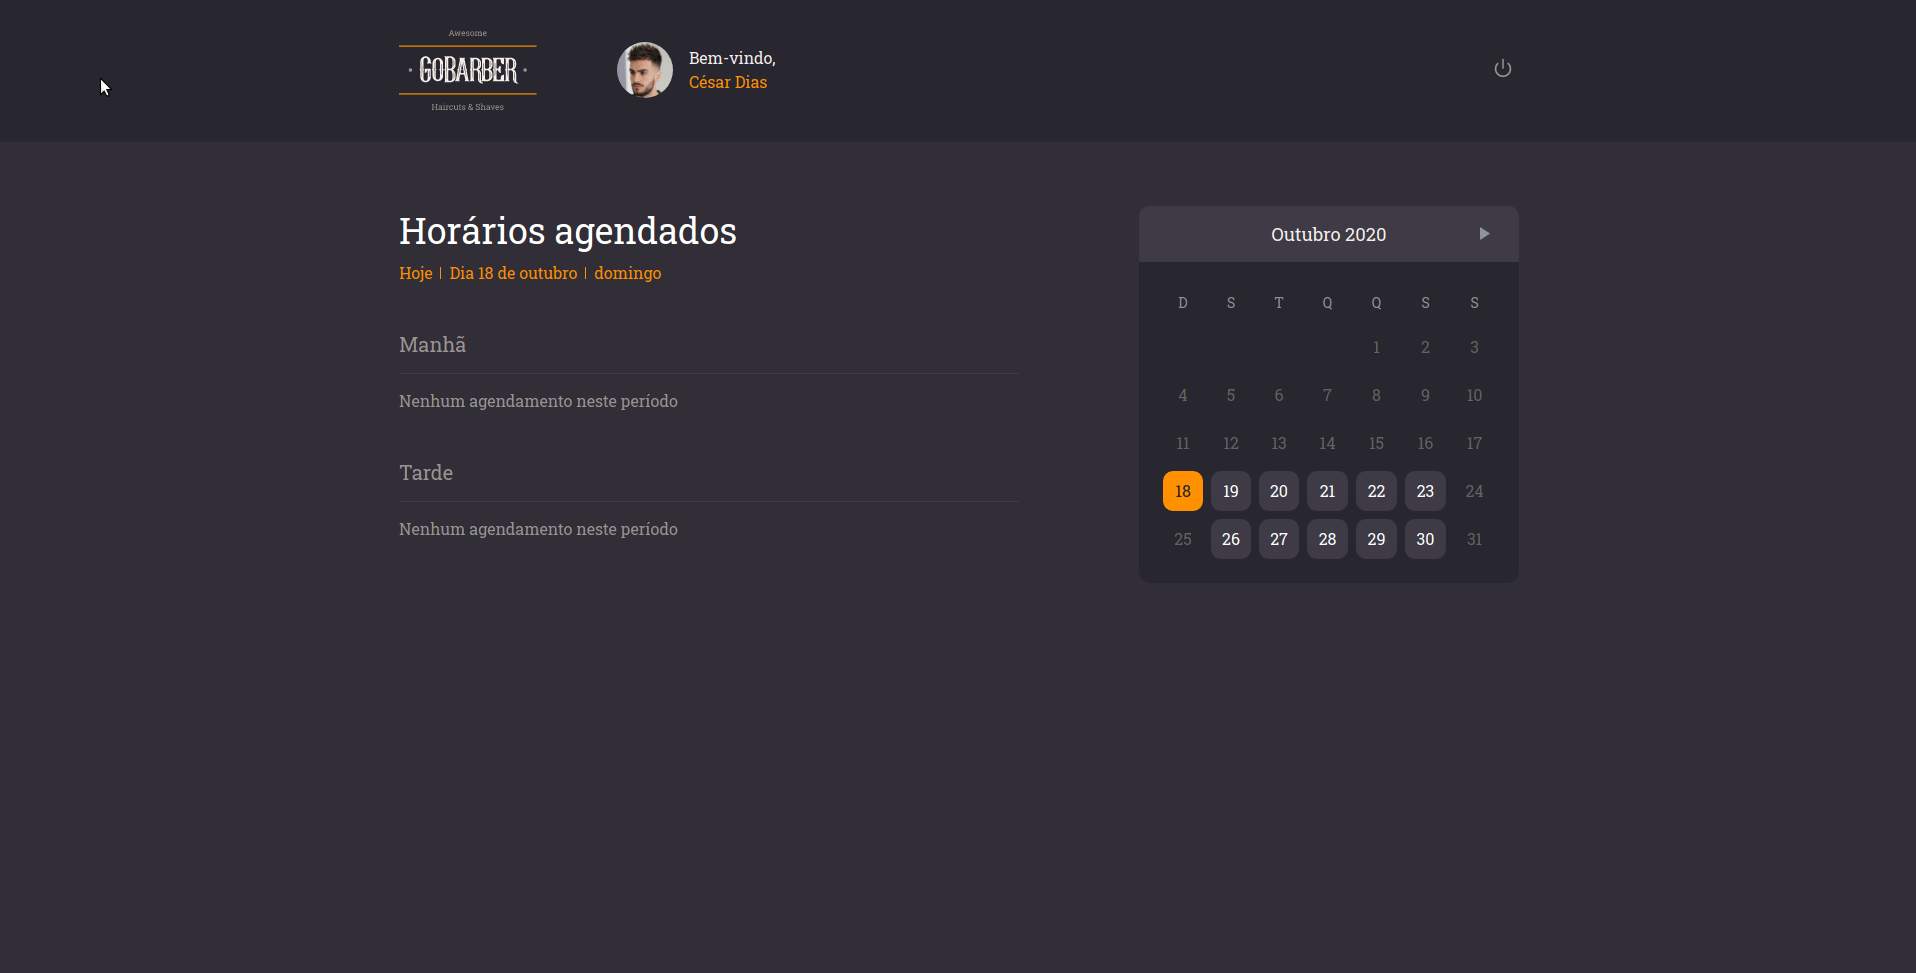 Awesome
GOBARBER
Haircuts & Shaves
Bem-vindo,
César Dias
Horários agendados
Hoje | Dia 18 de outubro | domingo
Manhã
Nenhum agendamento neste período
Tarde
Nenhum agendamento neste período
Outubro 2020
D S T Q Q S S
1 2 3
4 5 6 7 8 9 10
11 12 13 14 15 16 17
18 19 20 21 22 23 24
25 26 27 28 29 30 31